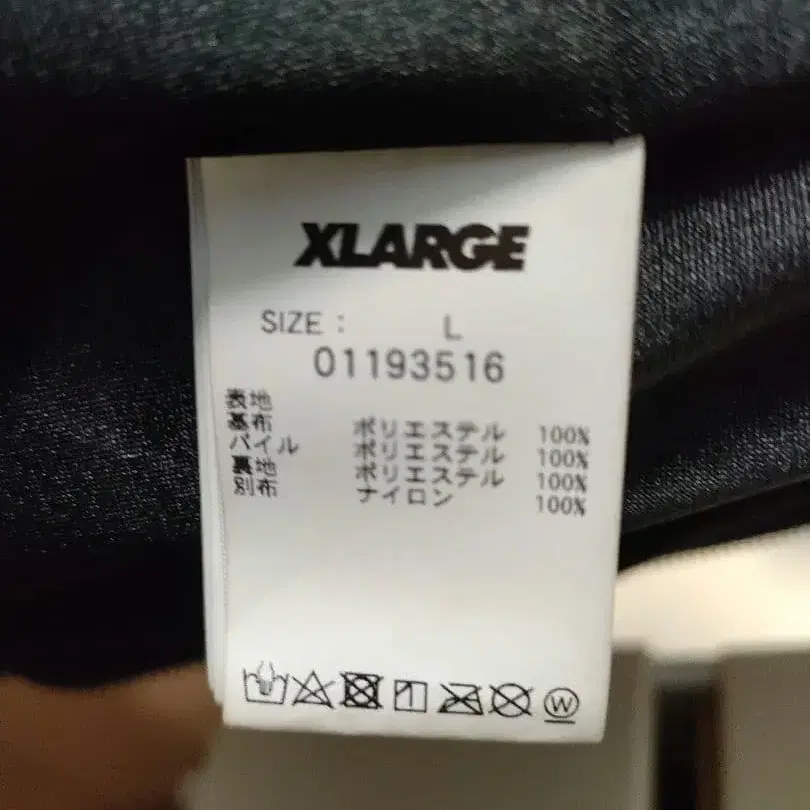 XLARGE
SIZE : L
01193516
表地
基布 ポリエステル 100%
パイル ポリエステル 100%
裏地 ポリエステル 100%
別布 ナイロン 100%
W